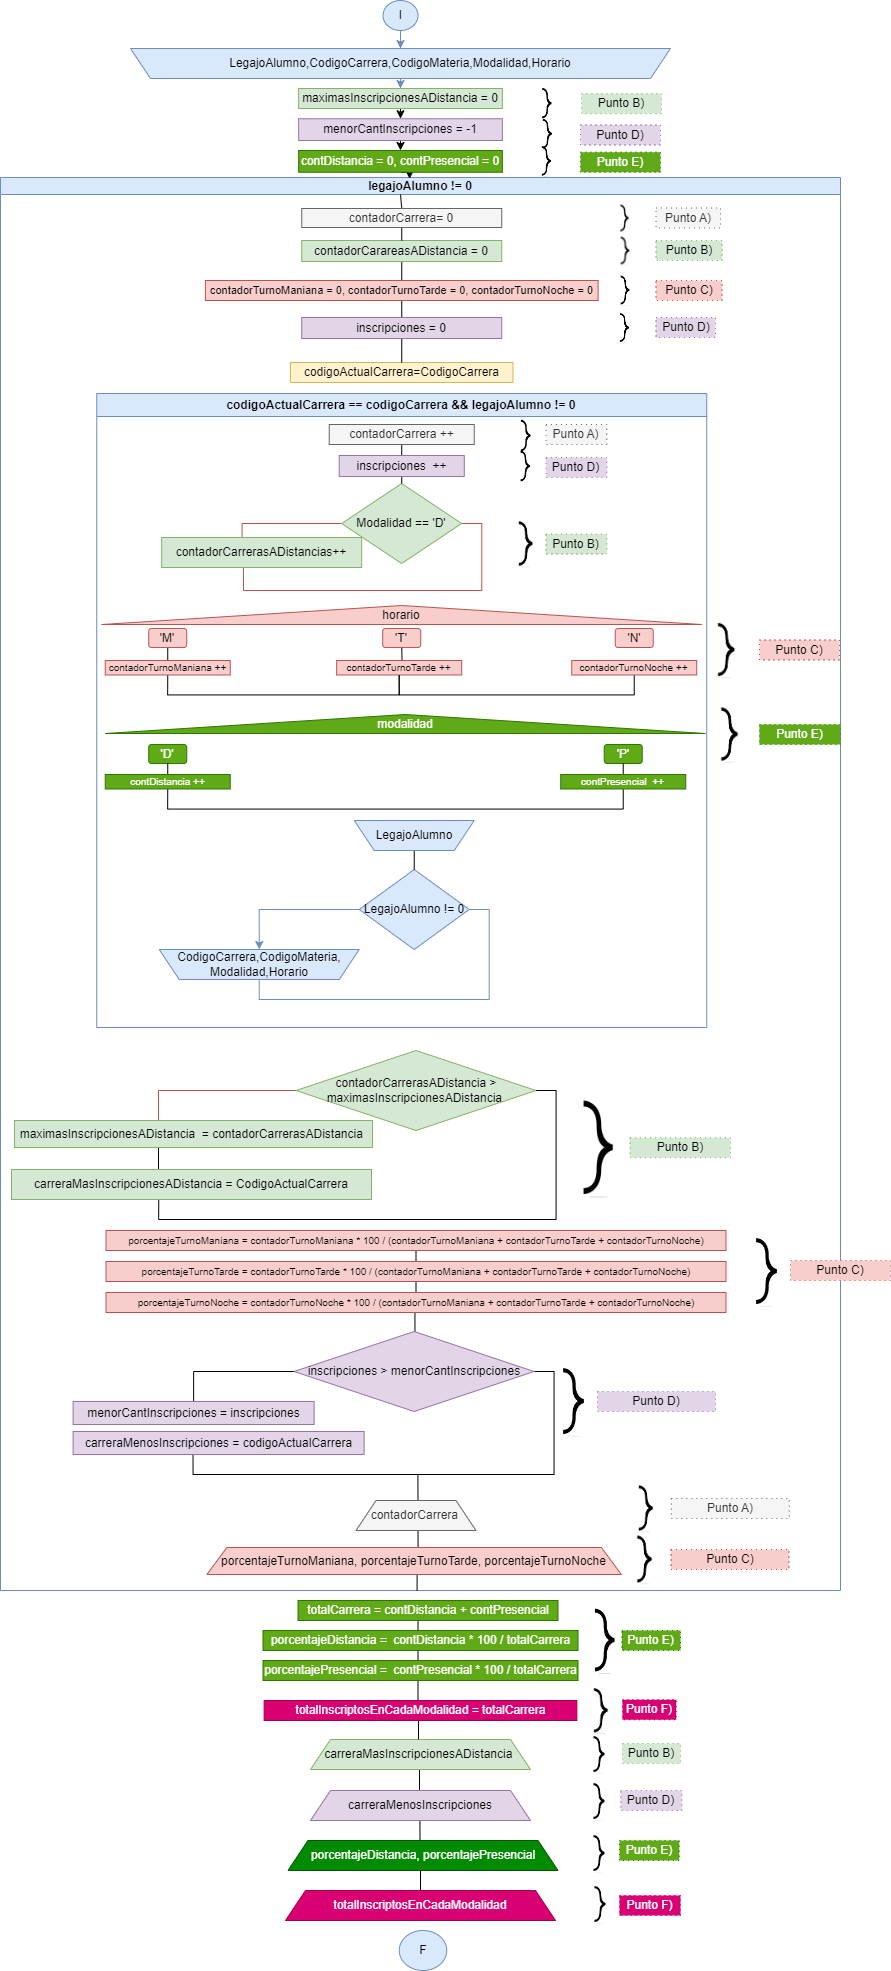 I
LegajoAlumno,CodigoCarrera,CodigoMateria,Modalidad,Horario
maximasInscripcionesADistancia = 0
Punto B)
menorCantInscripciones = -1
Punto D)
contDistancia = 0, contPresencial = 0
Punto E)
legajoAlumno != 0
contadorCarrera= 0
Punto A)
contadorCarareasADistancia = 0
Punto B)
contadorTurnoManiana = 0, contadorTurnoTarde = 0, contadorTurnoNoche = 0
Punto C)
inscripciones = 0
Punto D)
codigoActualCarrera=CodigoCarrera
codigoActualCarrera == codigoCarrera && legajoAlumno != 0
contadorCarrera ++
Punto A)
inscripciones ++
Punto D)
Modalidad == 'D'
contadorCarrerasADistancias++
Punto B)
horario
'M'
'T'
'N'
Punto C)
contadorTurnoManiana ++
contadorTurnoTarde ++
contadorTurnoNoche ++
modalidad
Punto E)
'D'
'P'
contDistancia ++
contPresencial ++
LegajoAlumno
LegajoAlumno != 0
CodigoCarrera,CodigoMateria,
Modalidad,Horario
contadorCarrerasADistancia >
maximasInscripcionesADistancia
maximasInscripcionesADistancia = contadorCarrerasADistancia
Punto B)
carreraMasInscripcionesADistancia = CodigoActualCarrera
porcentajeTurnoManiana = contadorTurnoManiana * 100 / (contadorTurnoManiana + contadorTurnoTarde + contadorTurnoNoche)
porcentajeTurnoTarde = contadorTurnoTarde * 100 / (contadorTurnoManiana + contadorTurnoTarde + contadorTurnoNoche)
Punto C)
porcentajeTurnoNoche = contadorTurnoNoche * 100 / (contadorTurnoManiana + contadorTurnoTarde + contadorTurnoNoche)
inscripciones > menorCantInscripciones
menorCantInscripciones = inscripciones
Punto D)
carreraMenosInscripciones = codigoActualCarrera
contadorCarrera
Punto A)
porcentajeTurnoManiana, porcentajeTurnoTarde, porcentajeTurnoNoche
Punto C)
totalCarrera = contDistancia + contPresencial
porcentajeDistancia = contDistancia * 100 / totalCarrera
Punto E)
porcentajePresencial = contPresencial * 100 / totalCarrera
totalInscriptosEnCadaModalidad = totalCarrera
Punto F)
carreraMasInscripcionesADistancia
Punto B)
carreraMenosInscripciones
Punto D)
porcentajeDistancia, porcentajePresencial
Punto E)
totalInscriptosEnCadaModalidad
Punto F)
F